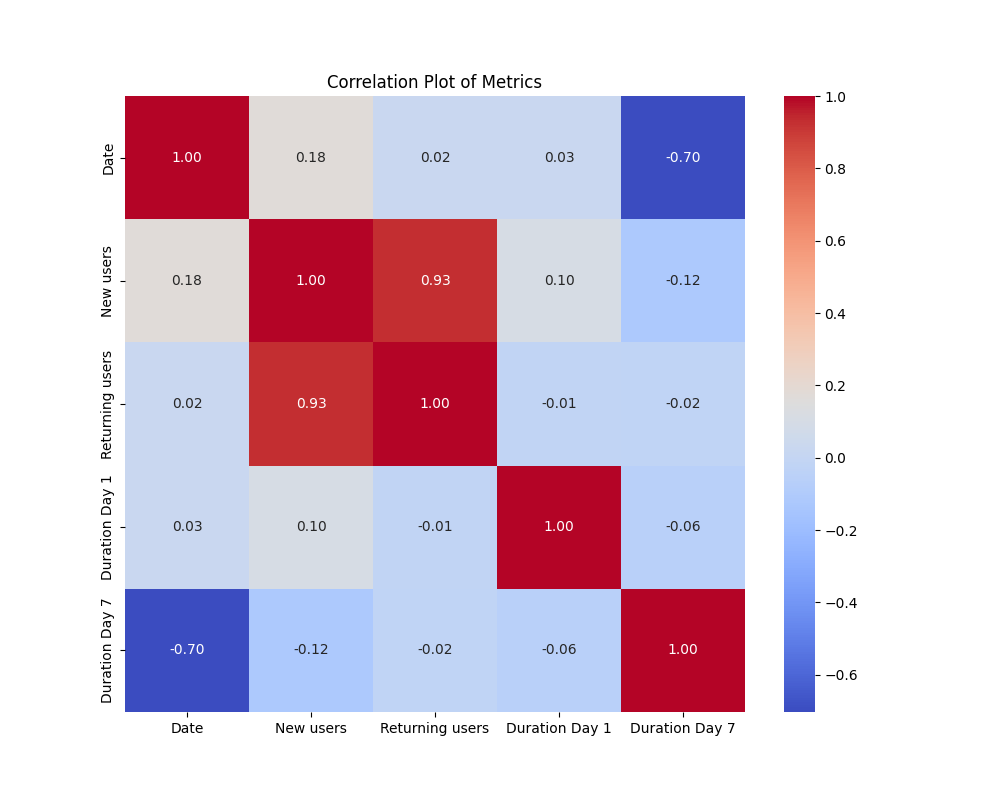 Correlation Plot of Metrics
Date
1.00 0.18 0.02 0.03 -0.70
New users
0.18 1.00 0.93 0.10 -0.12
Returning users
0.02 0.93 1.00 -0.01 -0.02
Duration Day 1
0.03 0.10 -0.01 1.00 -0.06
Duration Day 7
-0.70 -0.12 -0.02 -0.06 1.00
Date New users Returning users Duration Day 1 Duration Day 7
1.0
0.8
0.6
0.4
0.2
0.0
−0.2
−0.4
−0.6